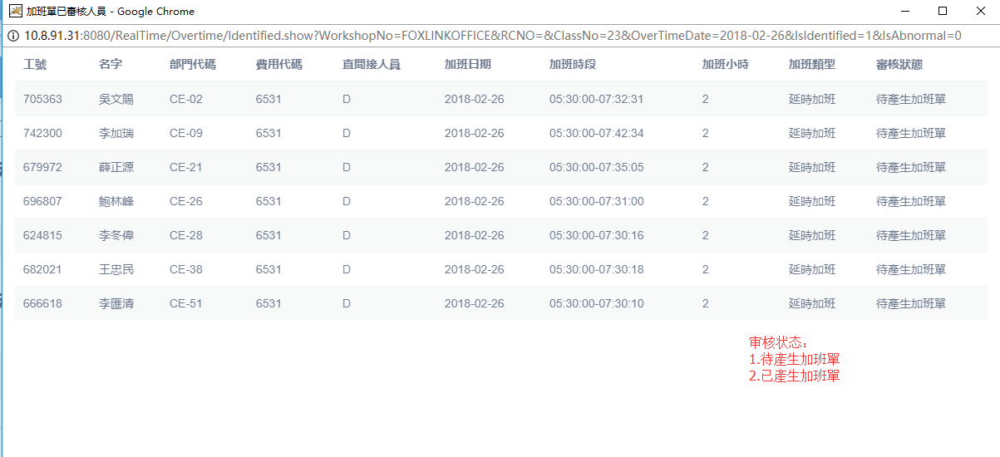 加班單已審核人員 - Google Chrome
10.8.91.31:8080/RealTime/Overtime/Identified.show?WorkshopNo=FOXLINKOFFICE&RCNO=&ClassNo=23&OverTimeDate=2018-02-26&IsIdentified=1&IsAbnormal=0
工號 名字 部門代碼 費用代碼 直間接人員 加班日期 加班時段 加班小時 加班類型 審核狀態
705363 吳文賜 CE-02 6531 D 2018-02-26 05:30:00-07:32:31 2 延時加班 待產生加班單
742300 李加瑞 CE-09 6531 D 2018-02-26 05:30:00-07:42:34 2 延時加班 待產生加班單
679972 薛正源 CE-21 6531 D 2018-02-26 05:30:00-07:35:05 2 延時加班 待產生加班單
696807 鮑林峰 CE-26 6531 D 2018-02-26 05:30:00-07:31:00 2 延時加班 待產生加班單
624815 李冬偉 CE-28 6531 D 2018-02-26 05:30:00-07:30:16 2 延時加班 待產生加班單
682021 王忠民 CE-38 6531 D 2018-02-26 05:30:00-07:30:18 2 延時加班 待產生加班單
666618 李匯清 CE-51 6531 D 2018-02-26 05:30:00-07:30:10 2 延時加班 待產生加班單
审核状态:
1.待產生加班單
2.已產生加班單